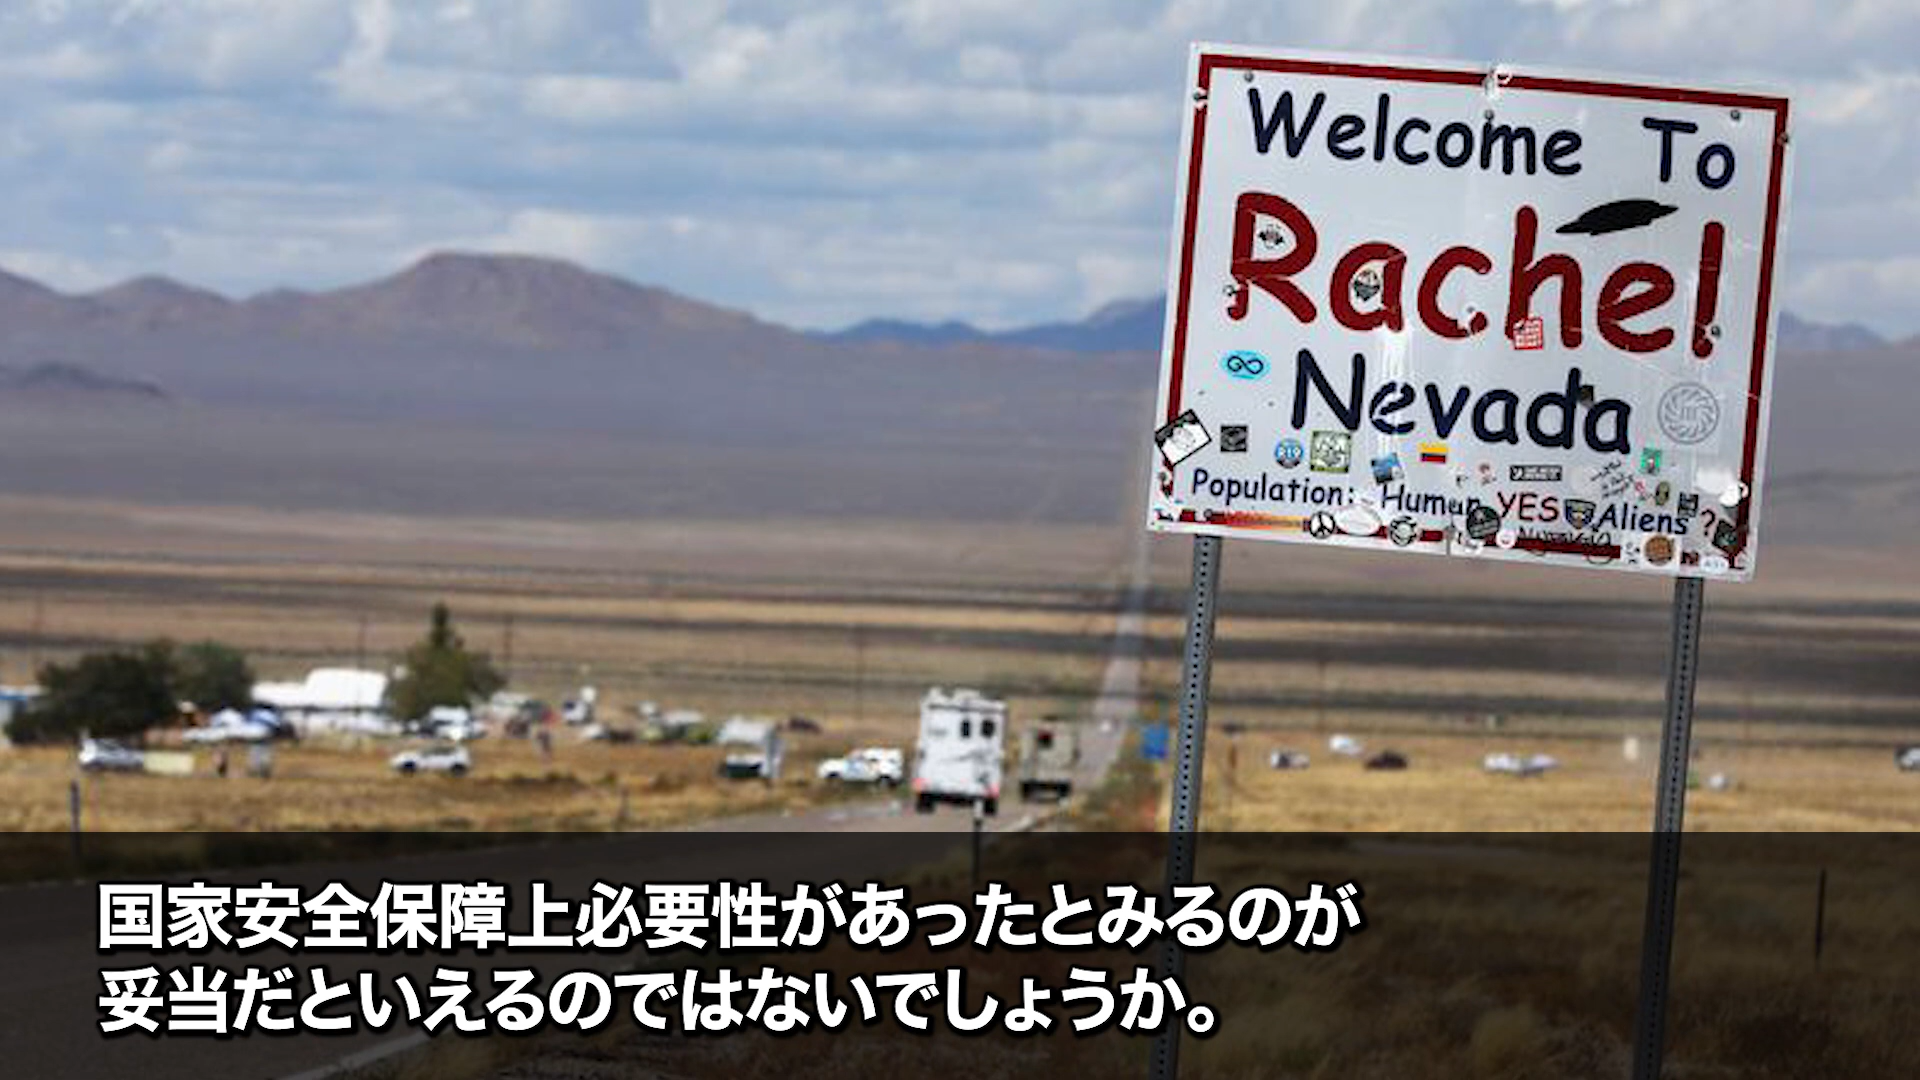 Welcome To
Rachel
Nevada
Population: Human YES Aliens ?
国家安全保障上必要性があったとみるのが
妥当だといえるのではないでしょうか。